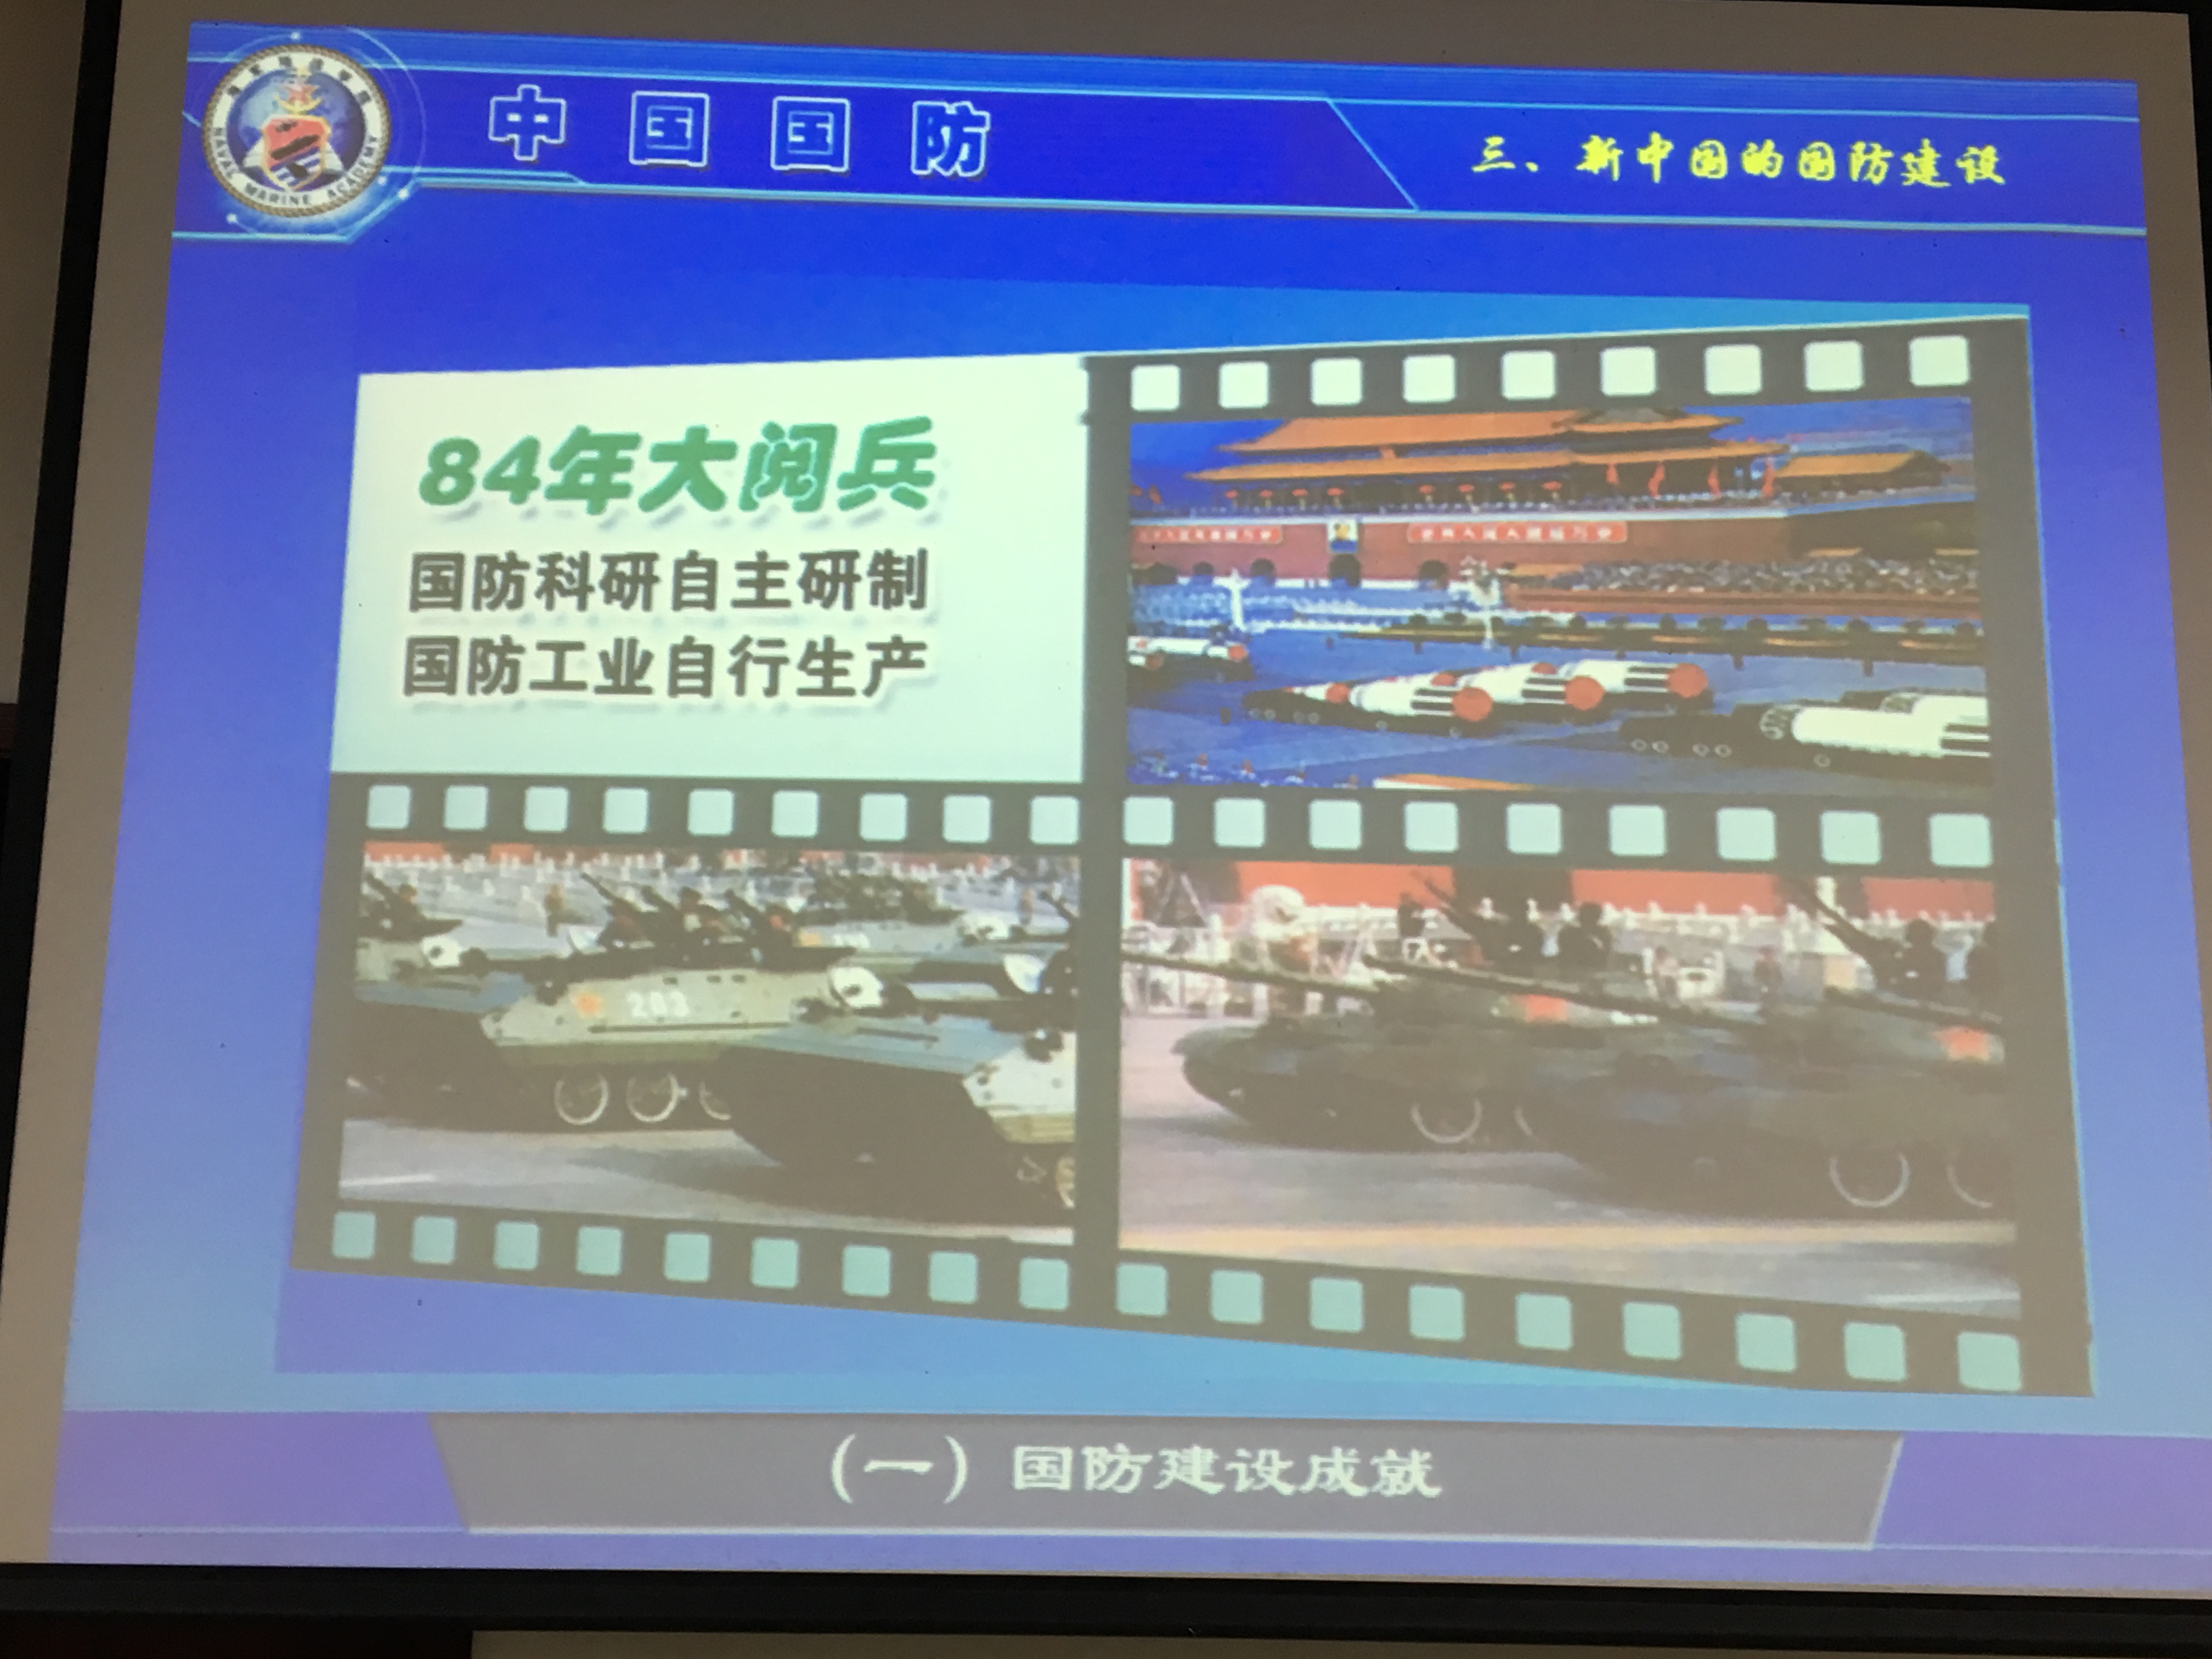 NAVAL MARINE ACADEMY
中国国防
三、新中国的国防建设
84年大阅兵
国防科研自主研制
国防工业自行生产
203
（一）国防建设成就